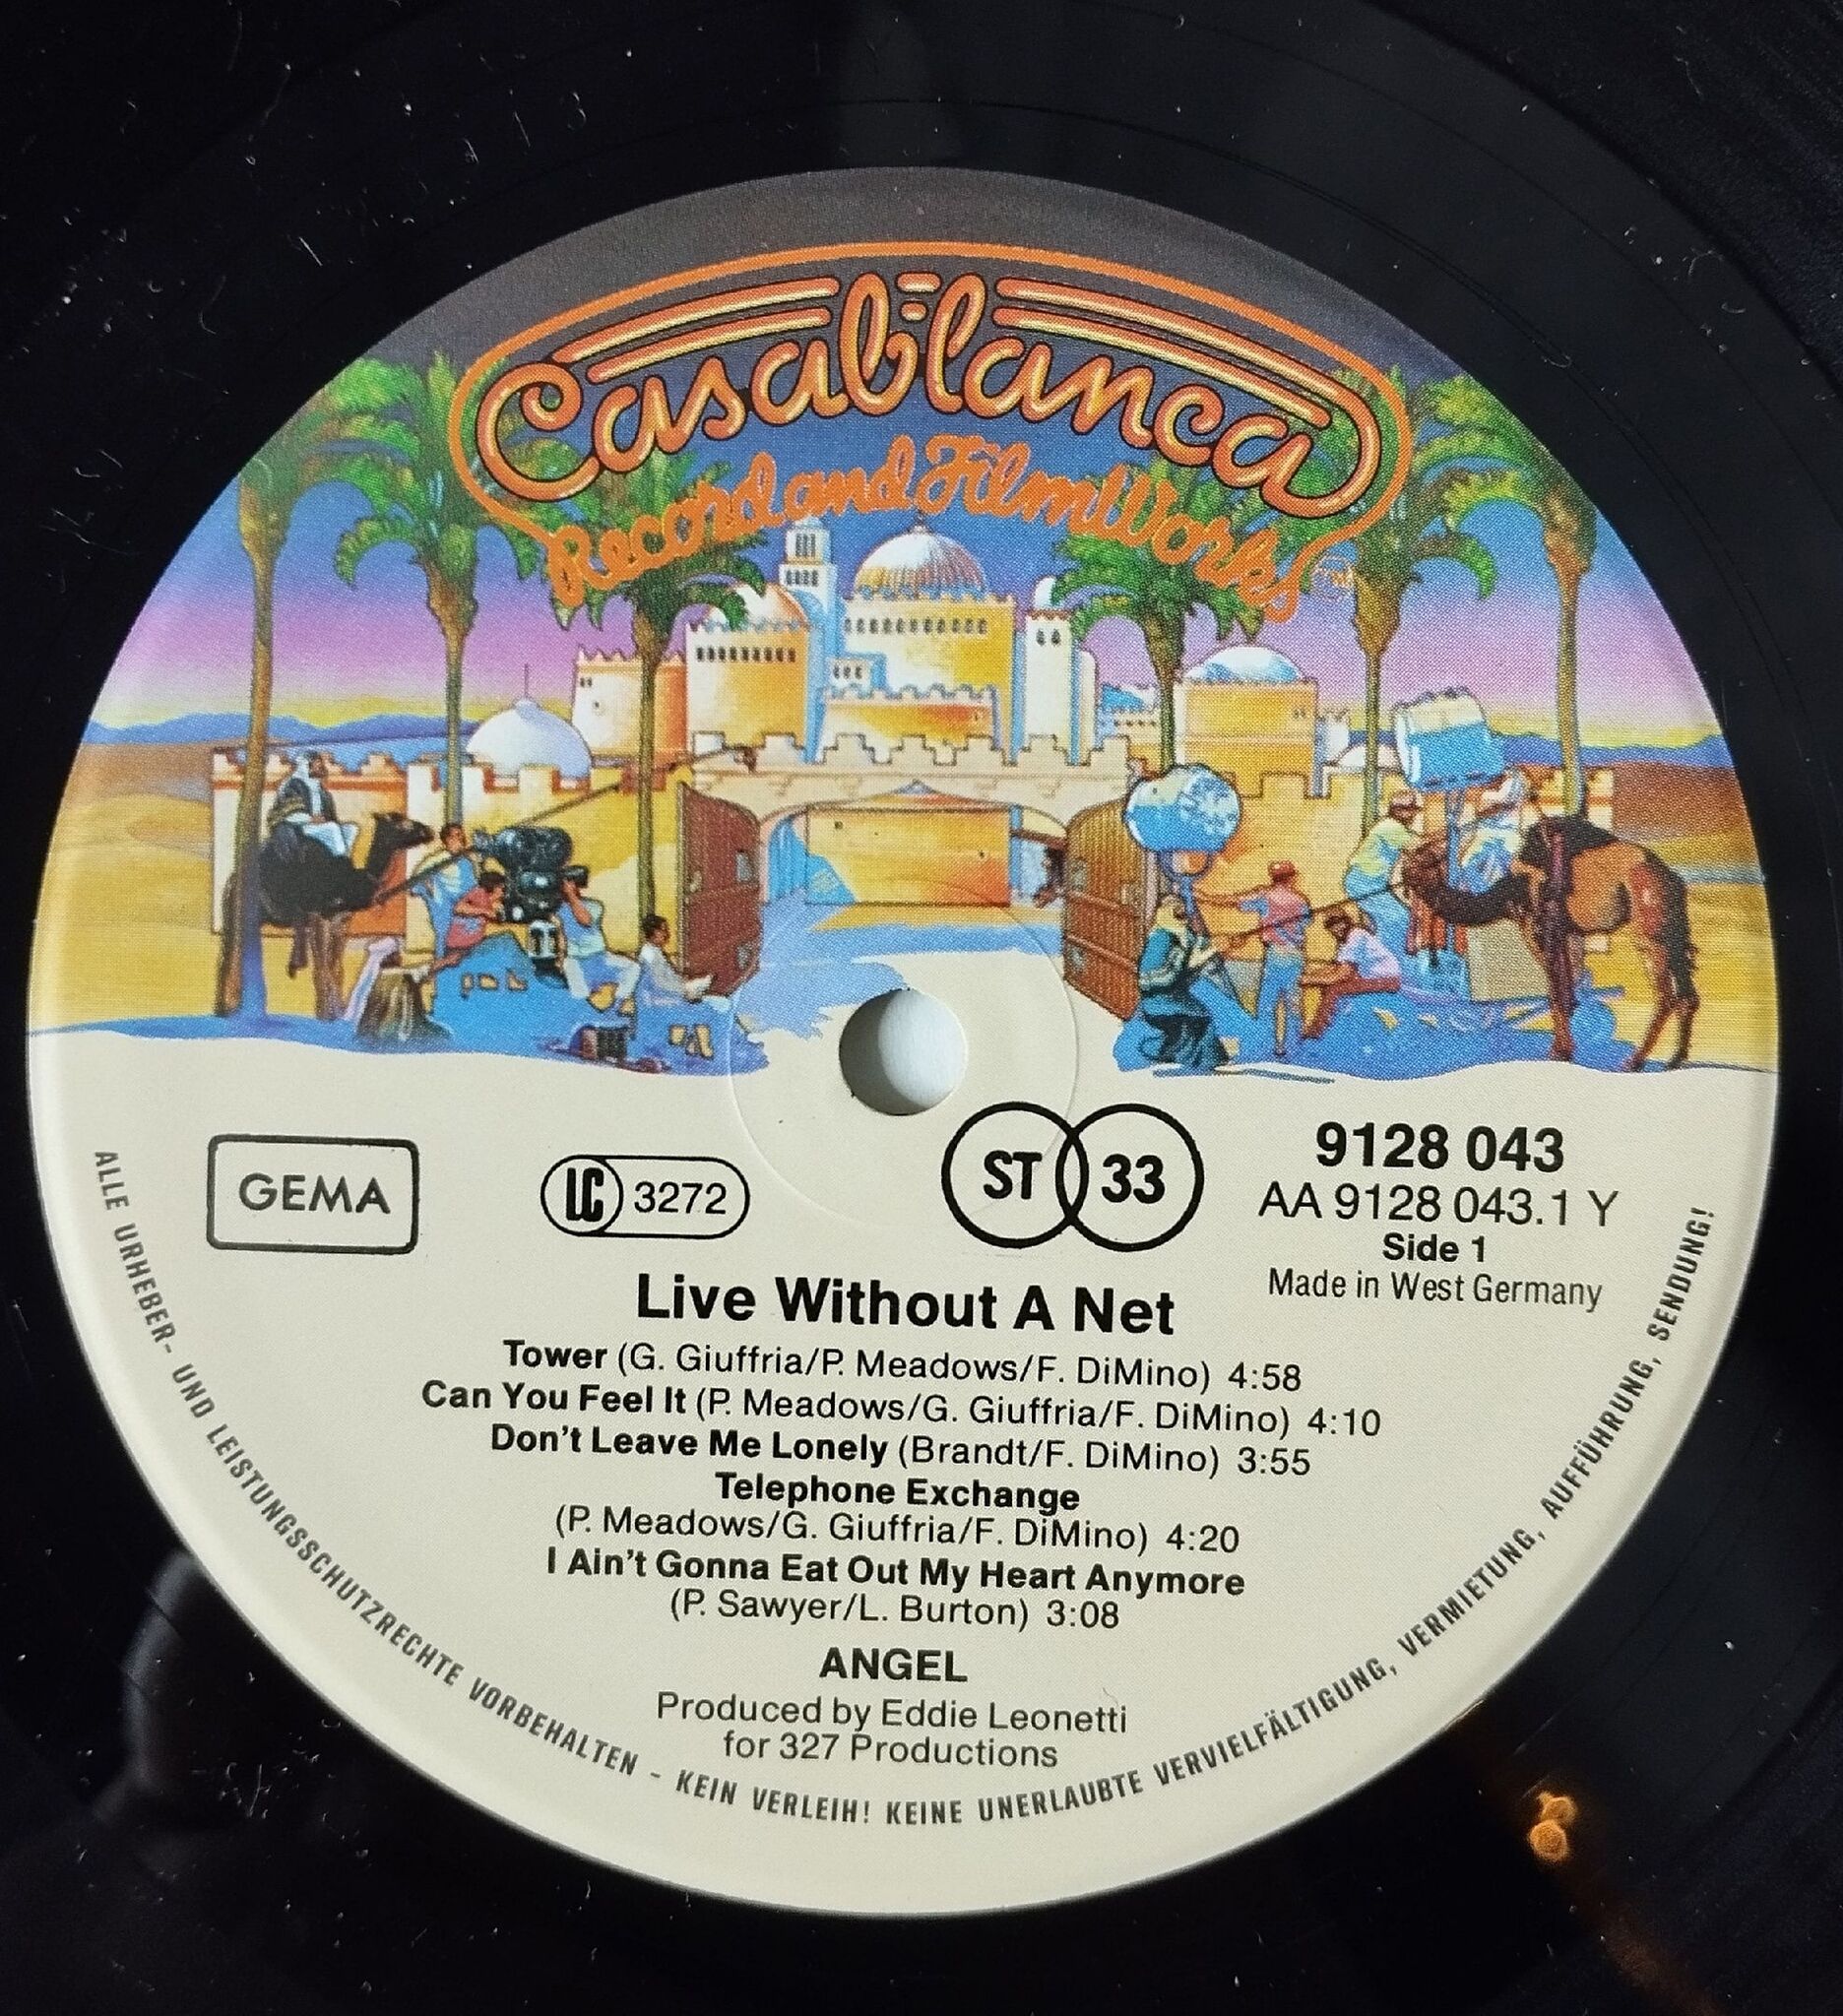 Casablanca
Record and FilmWorks
GEMA
LC 3272
ST 33
9128 043
AA 9128 043.1 Y
Side 1
Made in West Germany
Live Without A Net
Tower (G. Giuffria/P. Meadows/F. DiMino) 4:58
Can You Feel It (P. Meadows/G. Giuffria/F. DiMino) 4:10
Don't Leave Me Lonely (Brandt/F. DiMino) 3:55
Telephone Exchange
(P. Meadows/G. Giuffria/F. DiMino) 4:20
I Ain't Gonna Eat Out My Heart Anymore
(P. Sawyer/L. Burton) 3:08
ANGEL
Produced by Eddie Leonetti
for 327 Productions
ALLE URHEBER- UND LEISTUNGSSCHUTZRECHTE VORBEHALTEN - KEIN VERLEIH! KEINE UNERLAUBTE VERVIELFÄLTIGUNG, VERMIETUNG, AUFFÜHRUNG, SENDUNG!